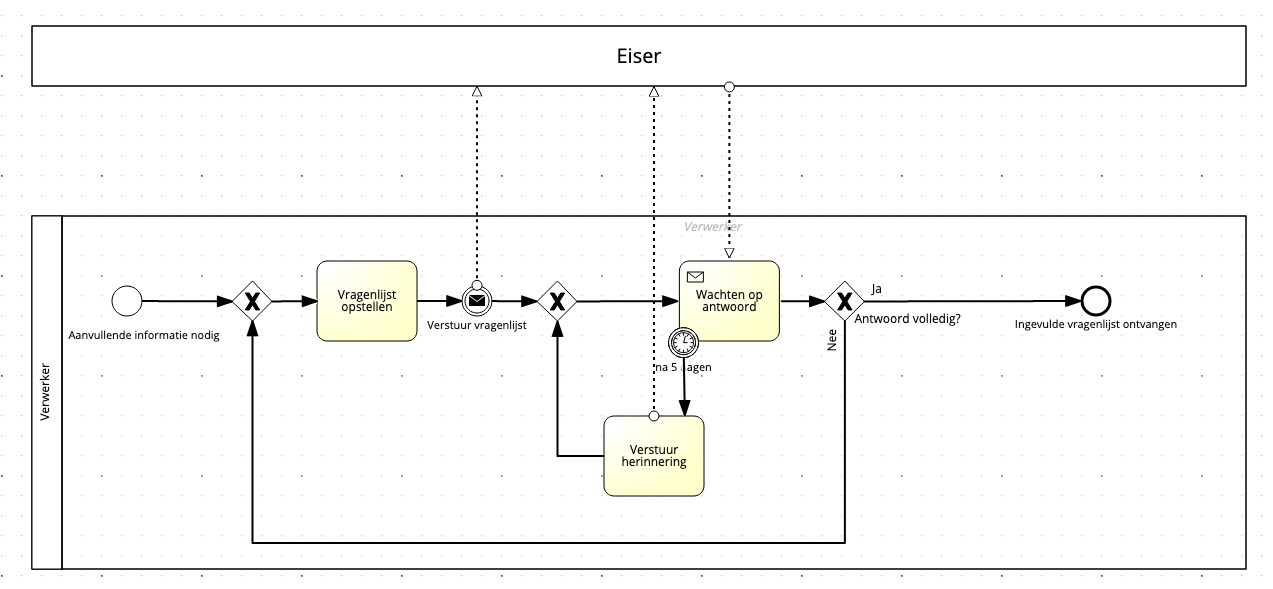 Eiser
Verwerker
Verwerker
Aanvullende informatie nodig
Vragenlijst
opstellen
Verstuur vragenlijst
Wachten op
antwoord
na 5
Verstuur
herinnering
Ja
Antwoord volledig?
Nee
Ingevulde vragenlijst ontvangen